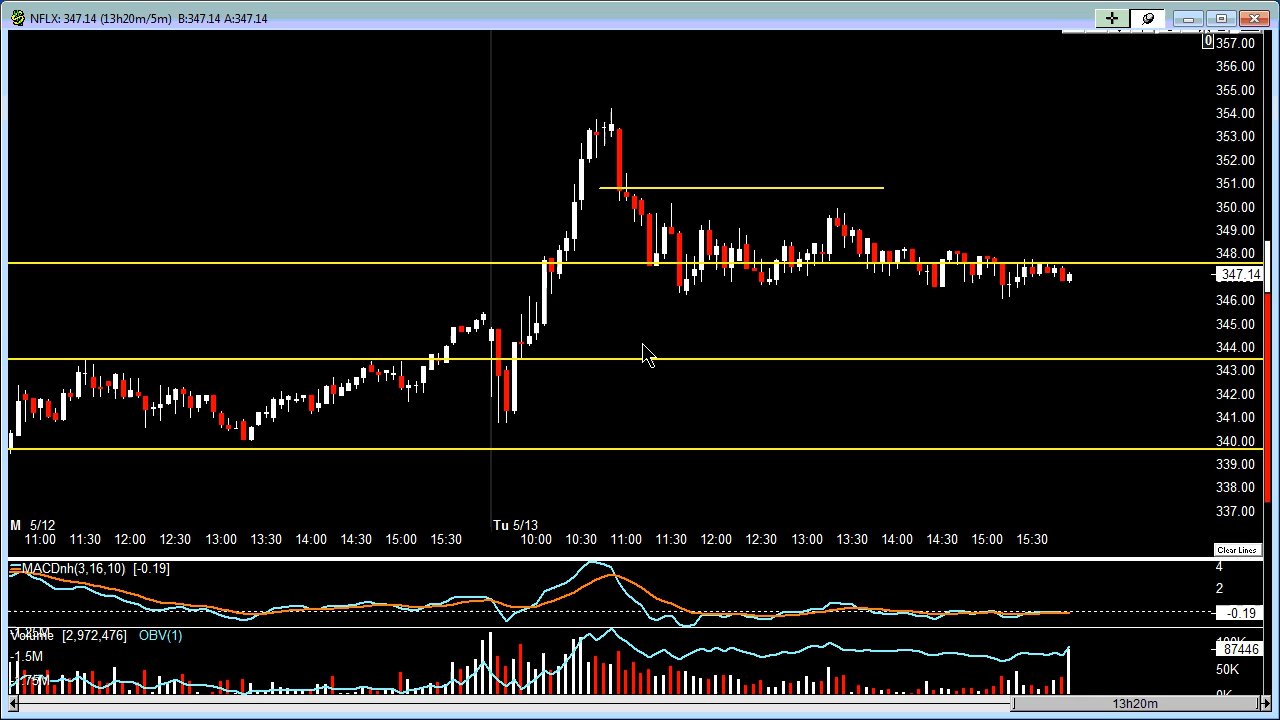 NFLX: 347.14 (13h20m/5m) B:347.14 A:347.14
0
357.00
356.00
355.00
354.00
353.00
352.00
351.00
350.00
349.00
348.00
347.14
346.00
345.00
344.00
343.00
342.00
341.00
340.00
339.00
338.00
337.00
M 5/12 Tu 5/13
11:00 11:30 12:00 12:30 13:00 13:30 14:00 14:30 15:00 15:30 10:00 10:30 11:00 11:30 12:00 12:30 13:00 13:30 14:00 14:30 15:00 15:30
Clear Lines
MACDnh(3,16,10) [-0.19]
4
2
-0.19
Volume [2,972,476] OBV(1)
87446
-1.5M
50K
0K
13h20m